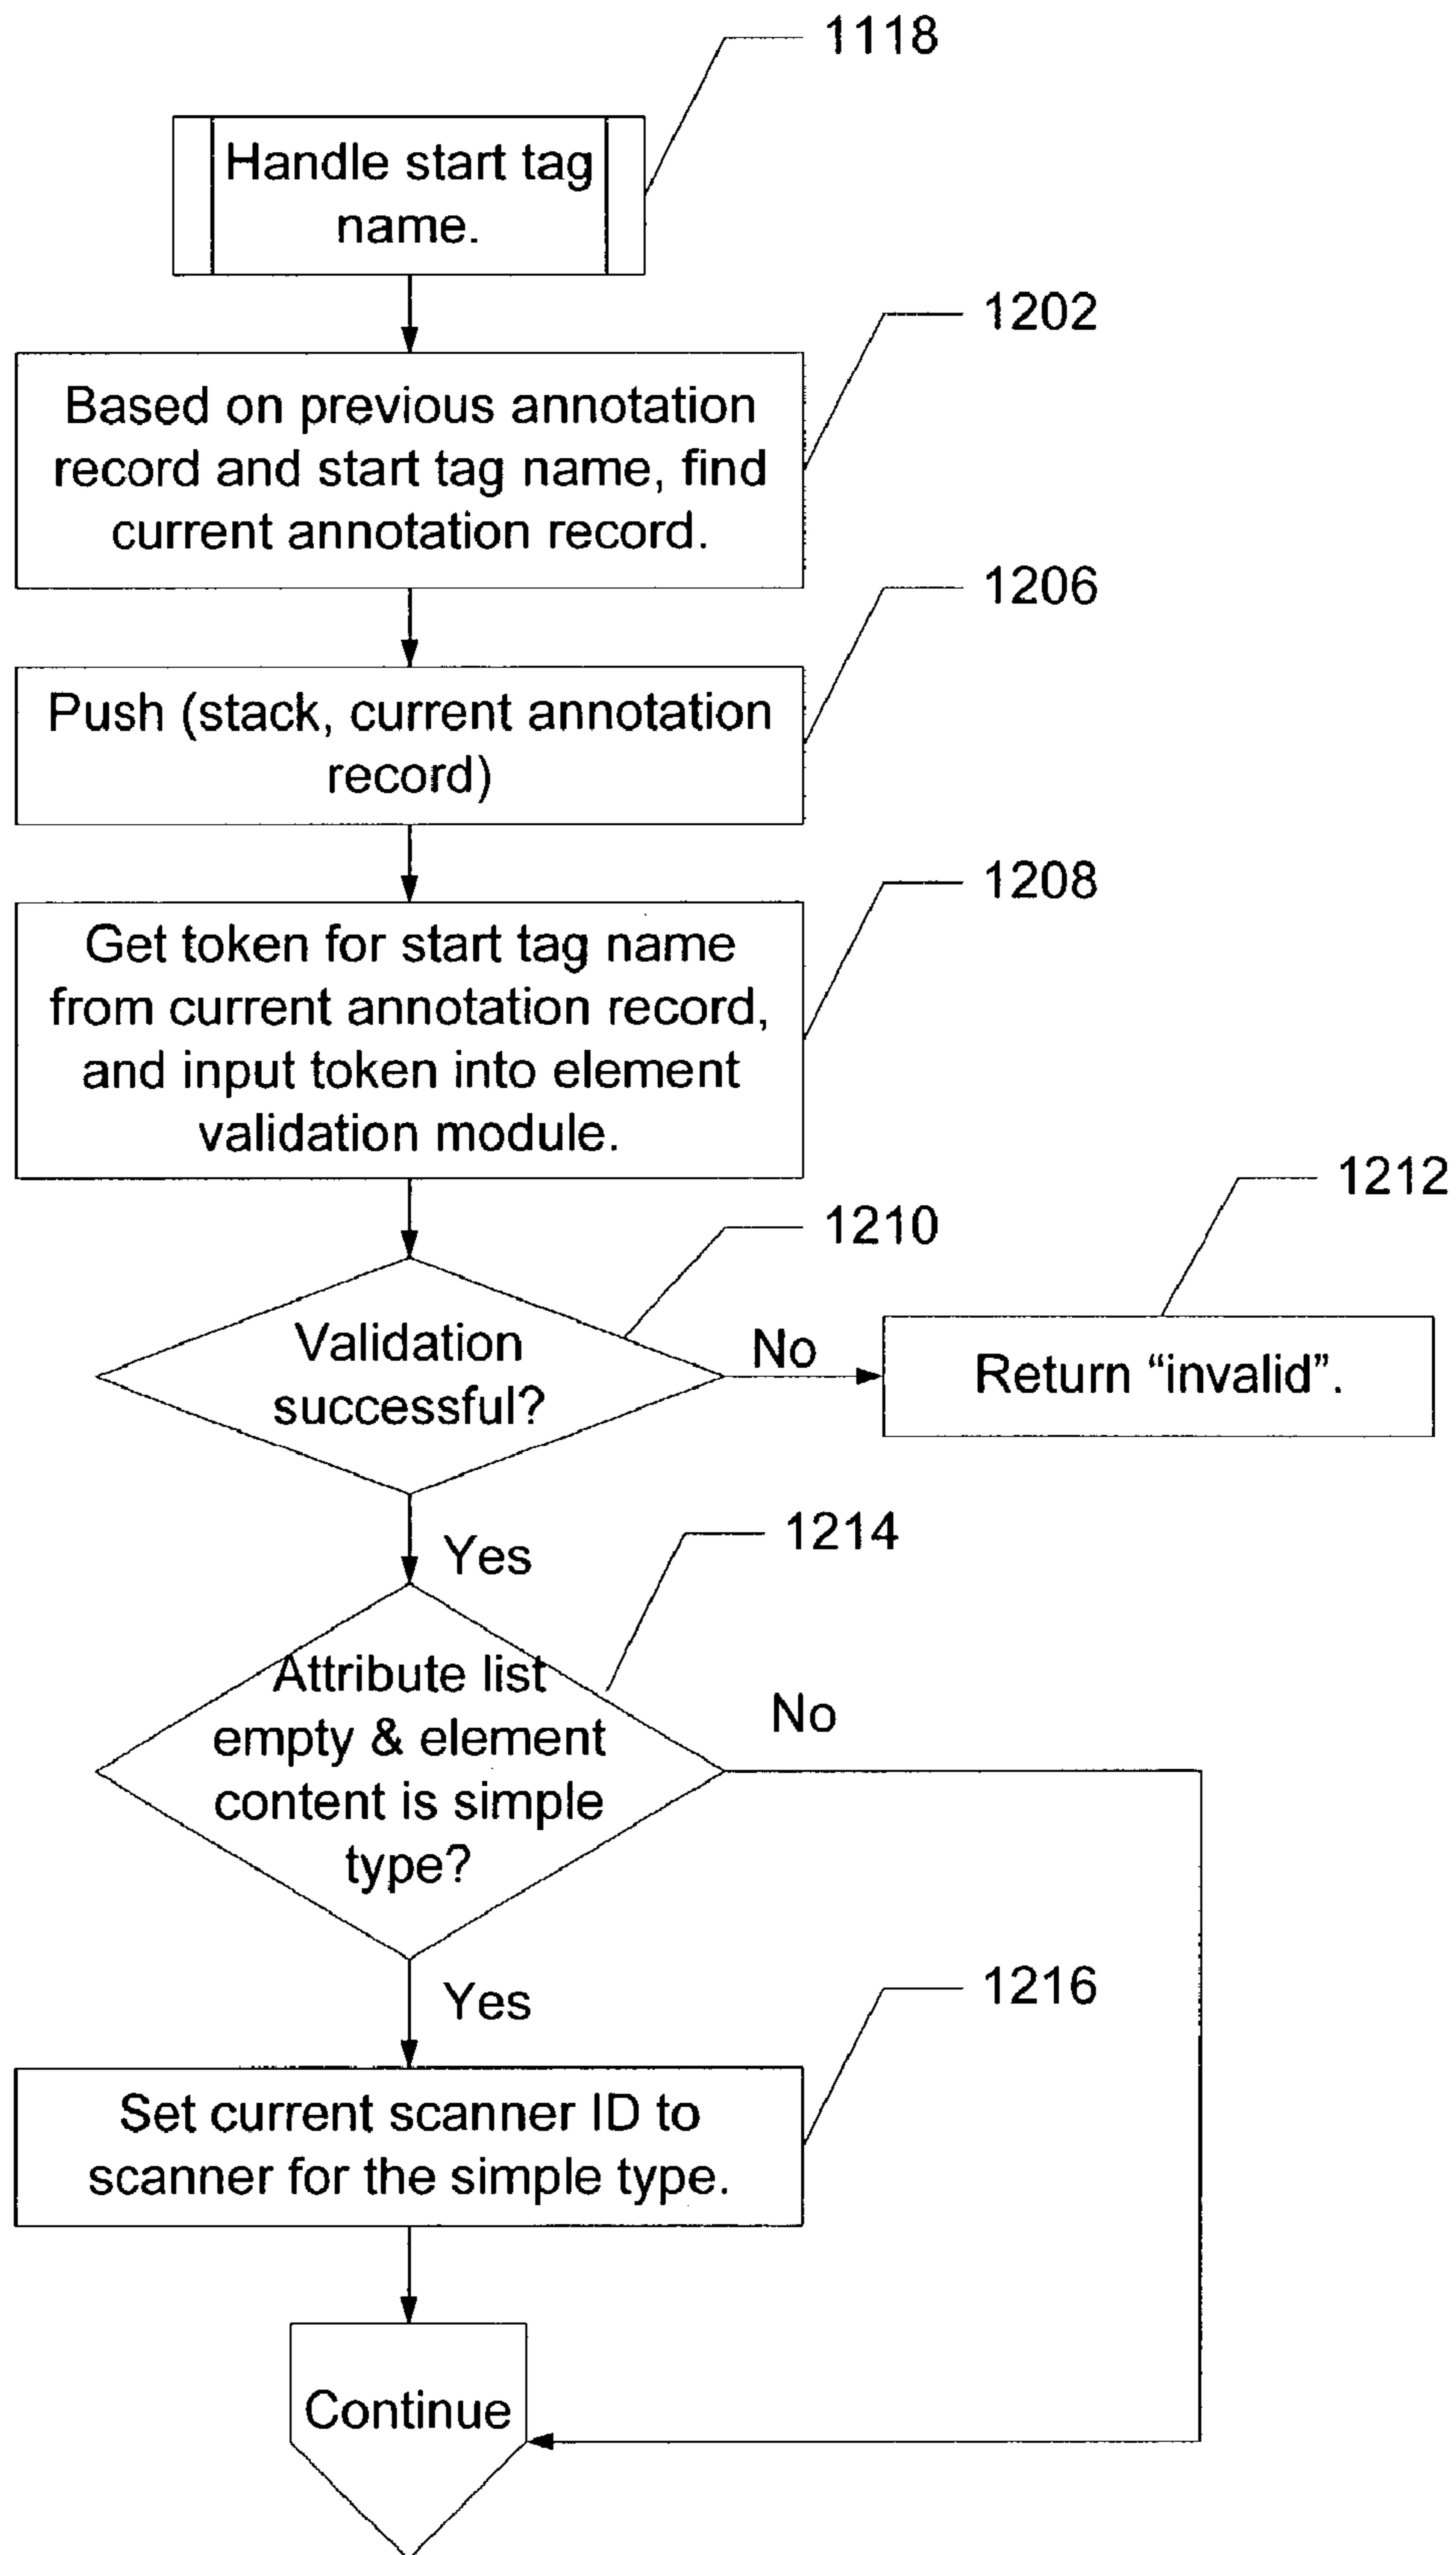 1118
Handle start tag
name.
1202
Based on previous annotation
record and start tag name, find
current annotation record.
1206
Push (stack, current annotation
record)
1208
Get token for start tag name
from current annotation record,
and input token into element
validation module.
1212
1210
Validation
successful?
No
Return “invalid”.
Yes
1214
Attribute list
empty & element
content is simple
type?
No
Yes
1216
Set current scanner ID to
scanner for the simple type.
Continue